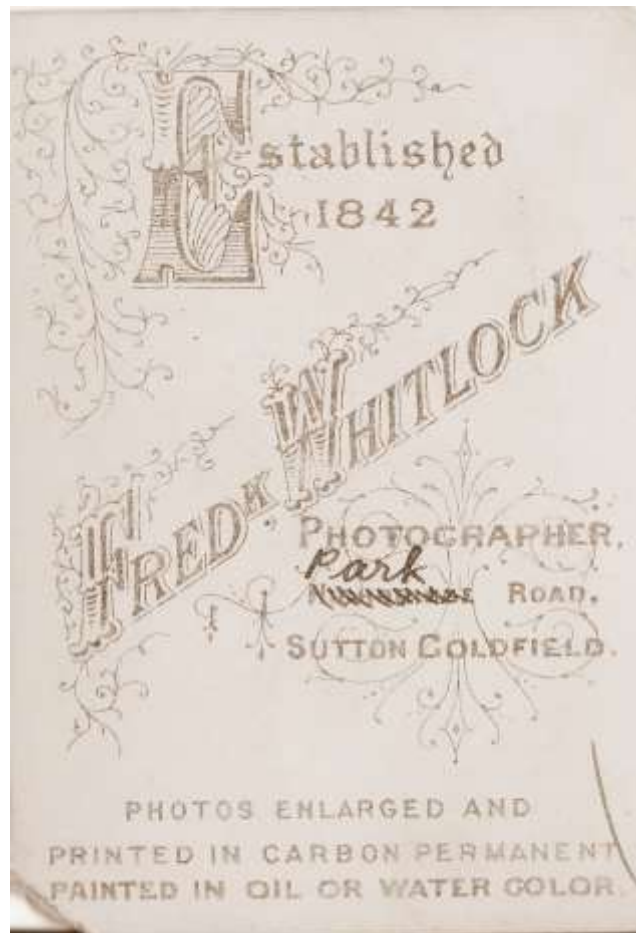 Established
1842
FREDK WHITLOCK
PHOTOGRAPHER,
Park
ROAD.
SUTTON COLDFIELD.
PHOTOS ENLARGED AND
PRINTED IN CARBON PERMANENT
PAINTED IN OIL OR WATER COLOR